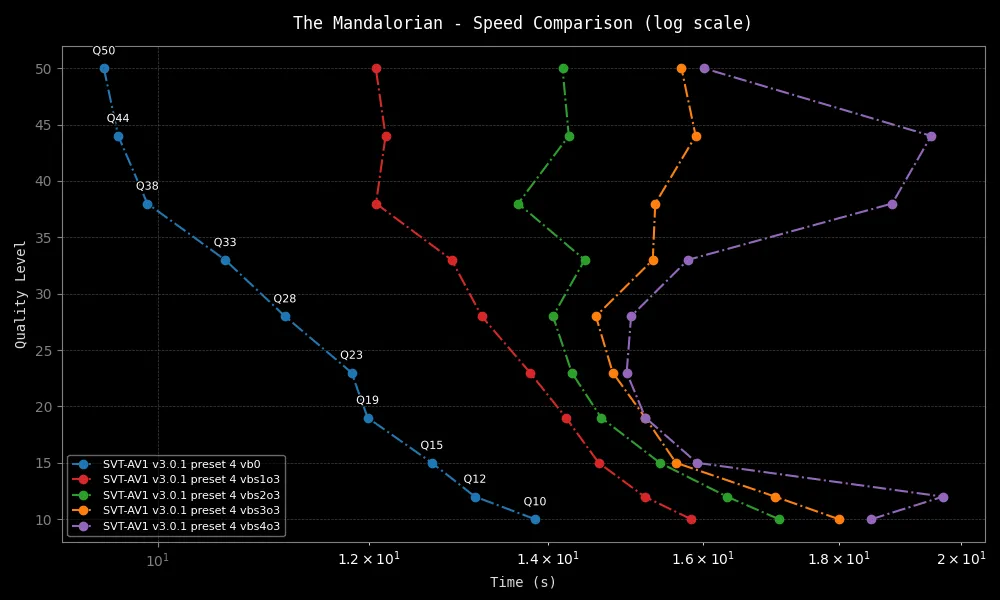 The Mandalorian - Speed Comparison (log scale)
Quality Level
50
45
40
35
30
25
20
15
10
Q50
Q44
Q38
Q33
Q28
Q23
Q19
Q15
Q12
Q10
SVT-AV1 v3.0.1 preset 4 vb0
SVT-AV1 v3.0.1 preset 4 vbs1o3
SVT-AV1 v3.0.1 preset 4 vbs2o3
SVT-AV1 v3.0.1 preset 4 vbs3o3
SVT-AV1 v3.0.1 preset 4 vbs4o3
10¹ 1.2 × 10¹ 1.4 × 10¹ 1.6 × 10¹ 1.8 × 10¹ 2 × 10¹
Time (s)